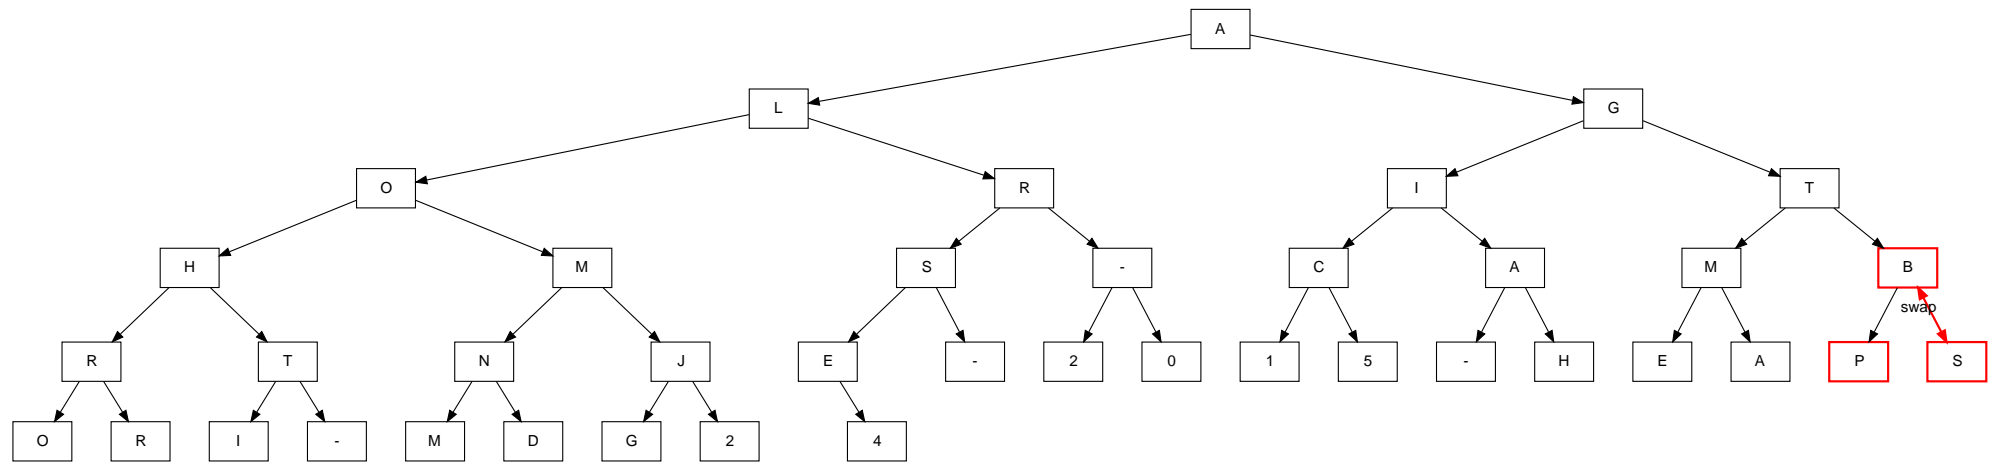 A
L G
O R I T
H M S - C A M B
swap
R T N J E - 2 0 1 5 - H E A P S
O R I - M D G 2 4